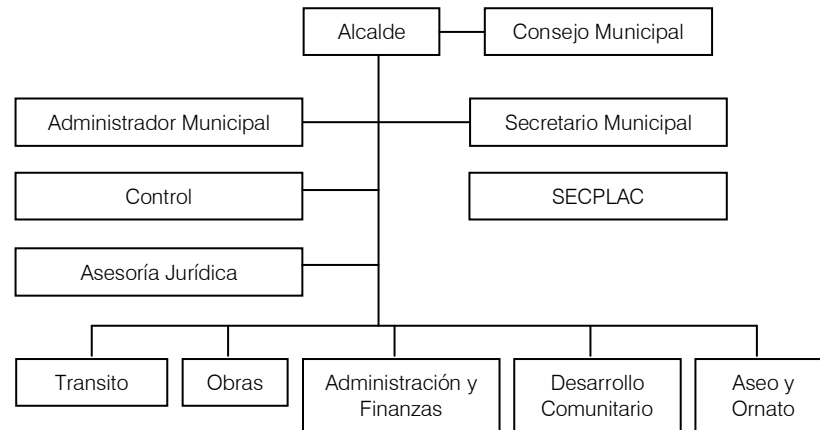 Alcalde
Consejo Municipal
Administrador Municipal
Secretario Municipal
Control
SECPLAC
Asesoría Jurídica
Transito
Obras
Administración y
Finanzas
Desarrollo
Comunitario
Aseo y
Ornato